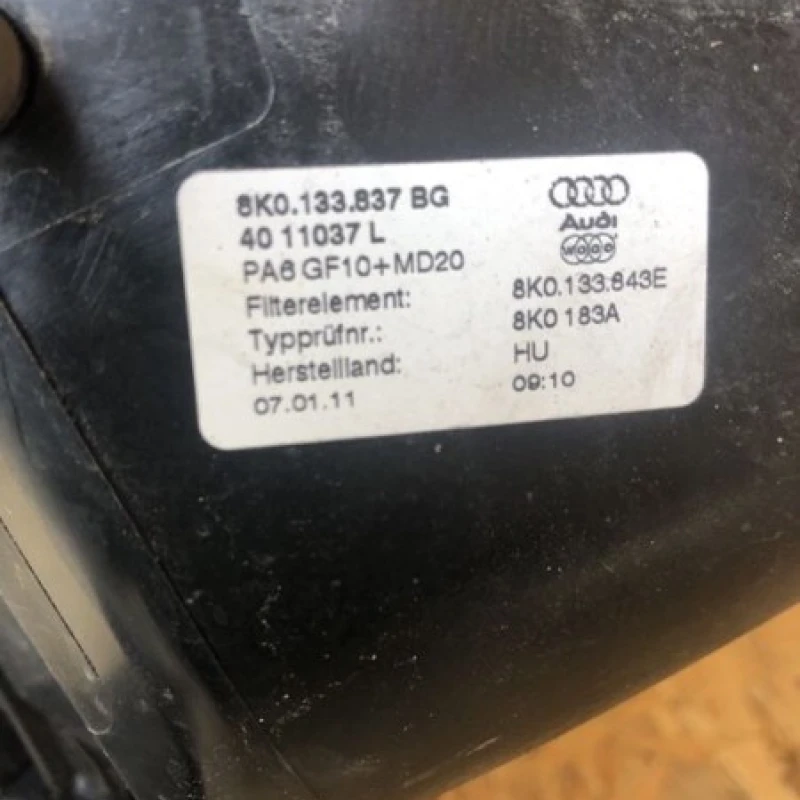 8K0.133.837 BG
40 11037 L
PA6 GF10+MD20
Audi
Filterelement: 8K0.133.843E
Typprüfnr.: 8K0 183A
Herstellland: HU
07.01.11 09:10